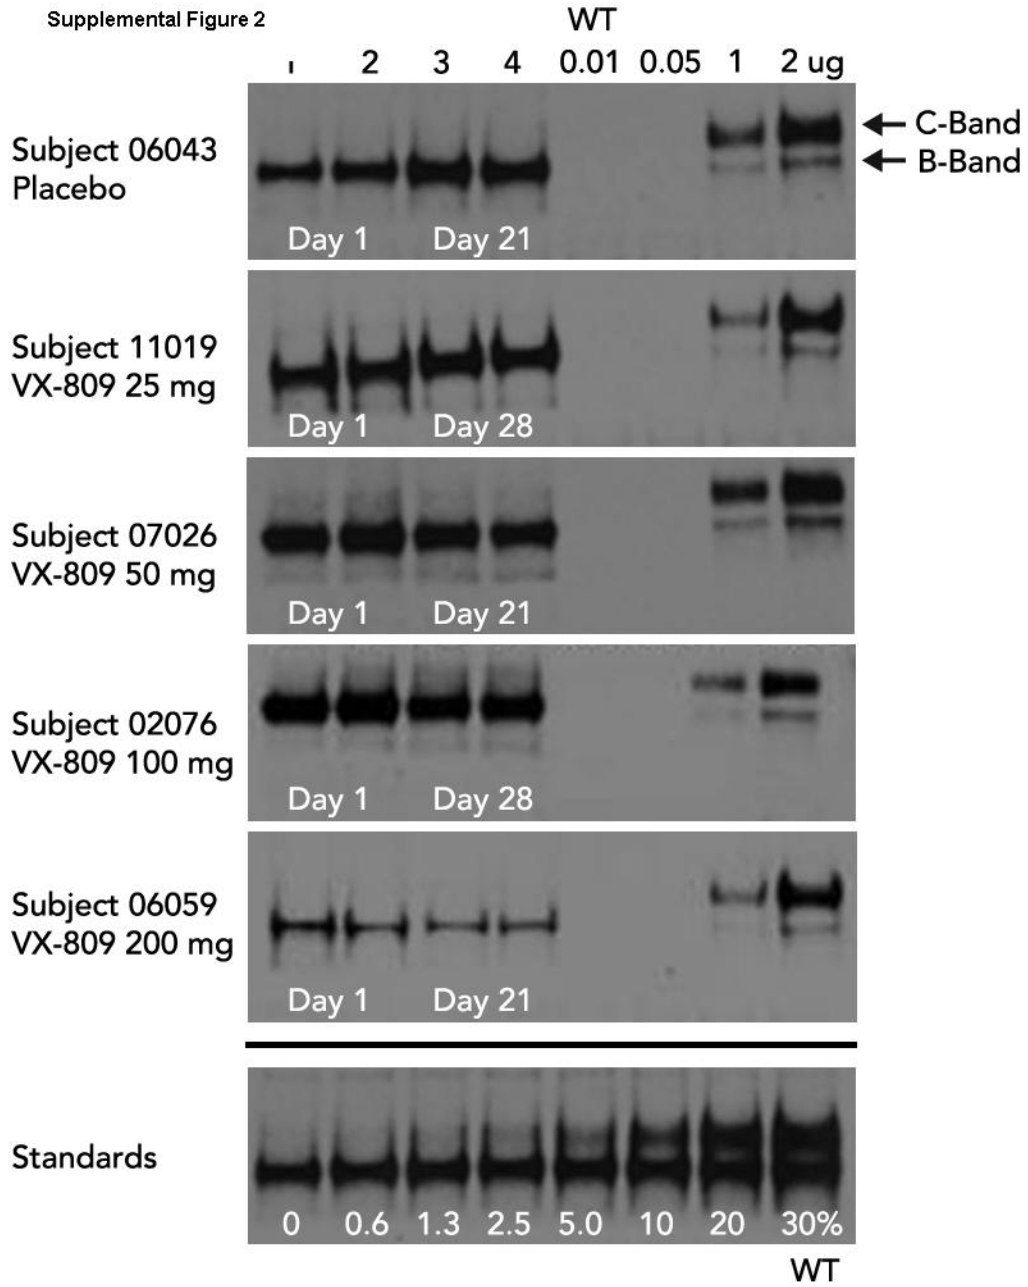 Supplemental Figure 2
WT
1 2 3 4 0.01 0.05 1 2 ug
Subject 06043
Placebo
C-Band
B-Band
Day 1 Day 21
Subject 11019
VX-809 25 mg
Day 1 Day 28
Subject 07026
VX-809 50 mg
Day 1 Day 21
Subject 02076
VX-809 100 mg
Day 1 Day 28
Subject 06059
VX-809 200 mg
Day 1 Day 21
Standards
0 0.6 1.3 2.5 5.0 10 20 30%
WT